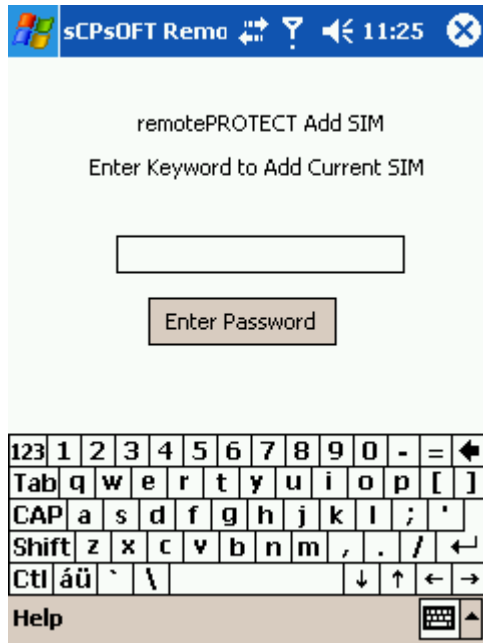 sCPsOFT Remo 11:25
remotePROTECT Add SIM
Enter Keyword to Add Current SIM
Enter Password
123 1 2 3 4 5 6 7 8 9 0 - =
Tab q w e r t y u i o p [ ]
CAP a s d f g h j k l ; '
Shift z x c v b n m , . /
Ctl áü ` \
Help